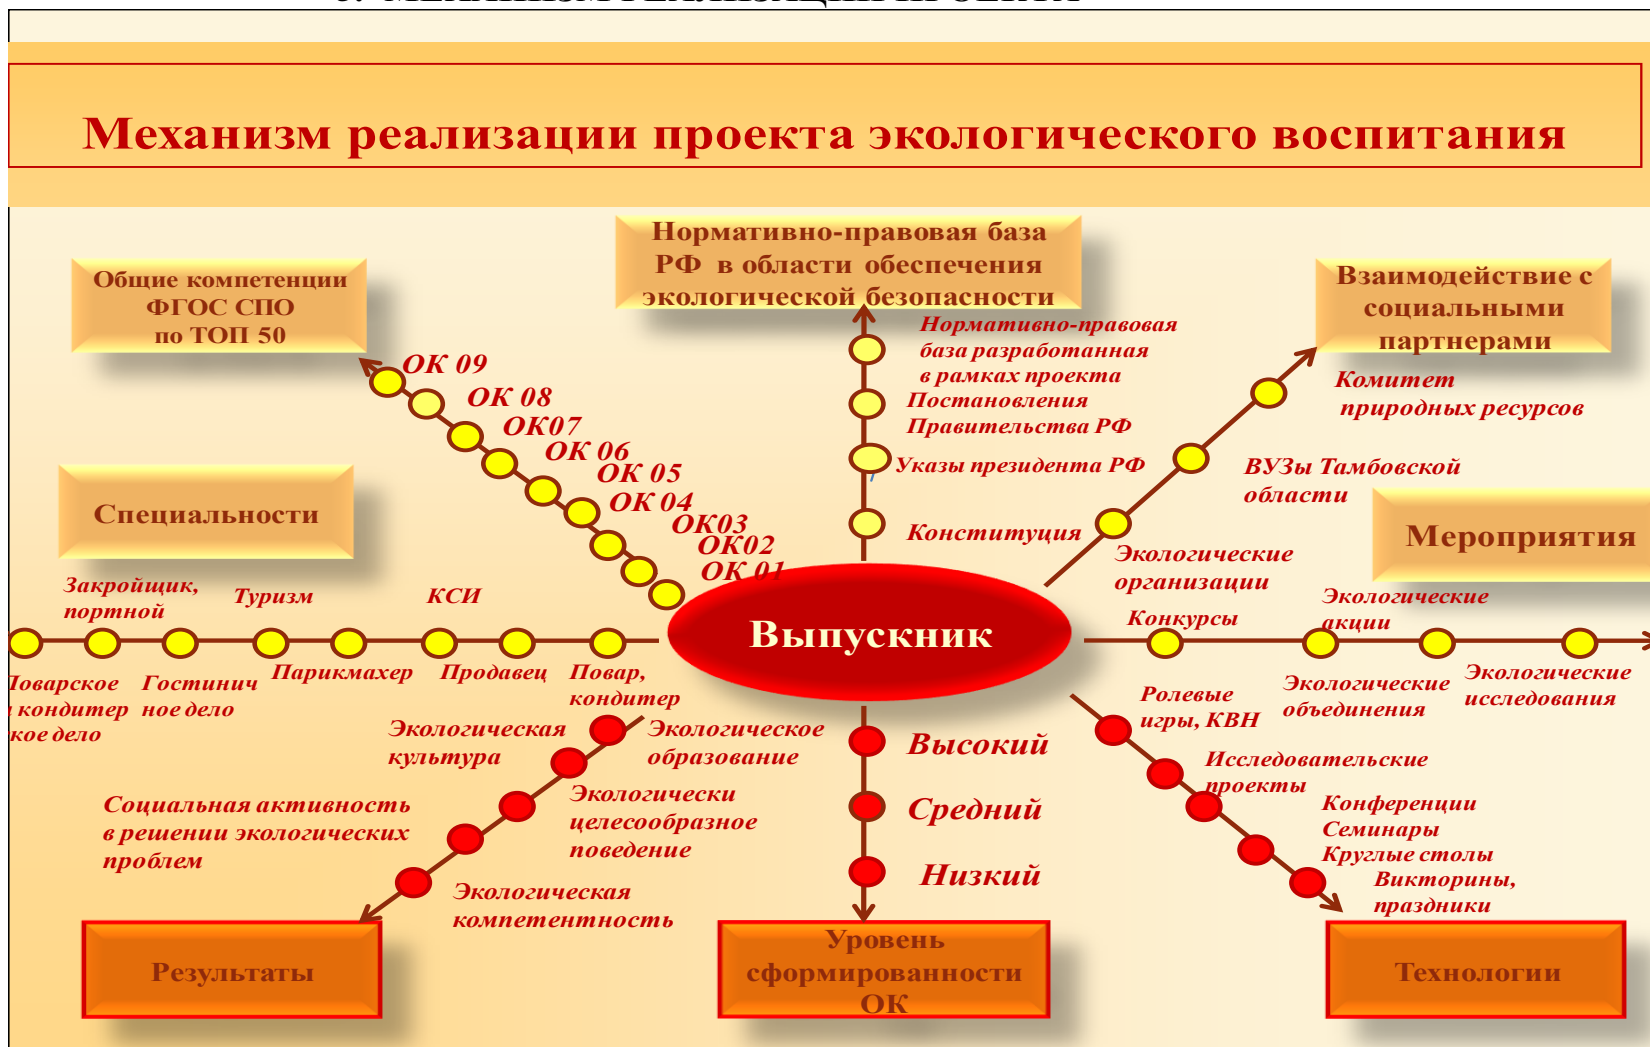 Механизм реализации проекта экологического воспитания
Нормативно-правовая база
РФ в области обеспечения
экологической безопасности
Общие компетенции
ФГОС СПО
по ТОП 50
Взаимодействие с
социальными
партнерами
Нормативно-правовая
база разработанная
в рамках проекта
Постановления
Правительства РФ
Указы президента РФ
Конституция
ОК 09
ОК 08
ОК07
ОК 06
ОК 05
ОК 04
ОК03
ОК02
ОК 01
Комитет
природных ресурсов
ВУЗы Тамбовской
области
Экологические
организации
Специальности
Мероприятия
Закройщик,
портной
Туризм
КСИ
Конкурсы
Экологические
акции
Выпускник
кондитер
дело
Гостинич
ное дело
Парикмахер
Продавец
Повар,
кондитер
Ролевые
игры, КВН
Экологические
объединения
Экологические
исследования
Экологическая
культура
Экологическое
образование
Социальная активность
в решении экологических
проблем
Экологически
целесообразное
поведение
Экологическая
компетентность
Высокий
Средний
Низкий
Исследовательские
проекты
Конференции
Семинары
Круглые столы
Викторины,
праздники
Результаты
Уровень
сформированности
ОК
Технологии